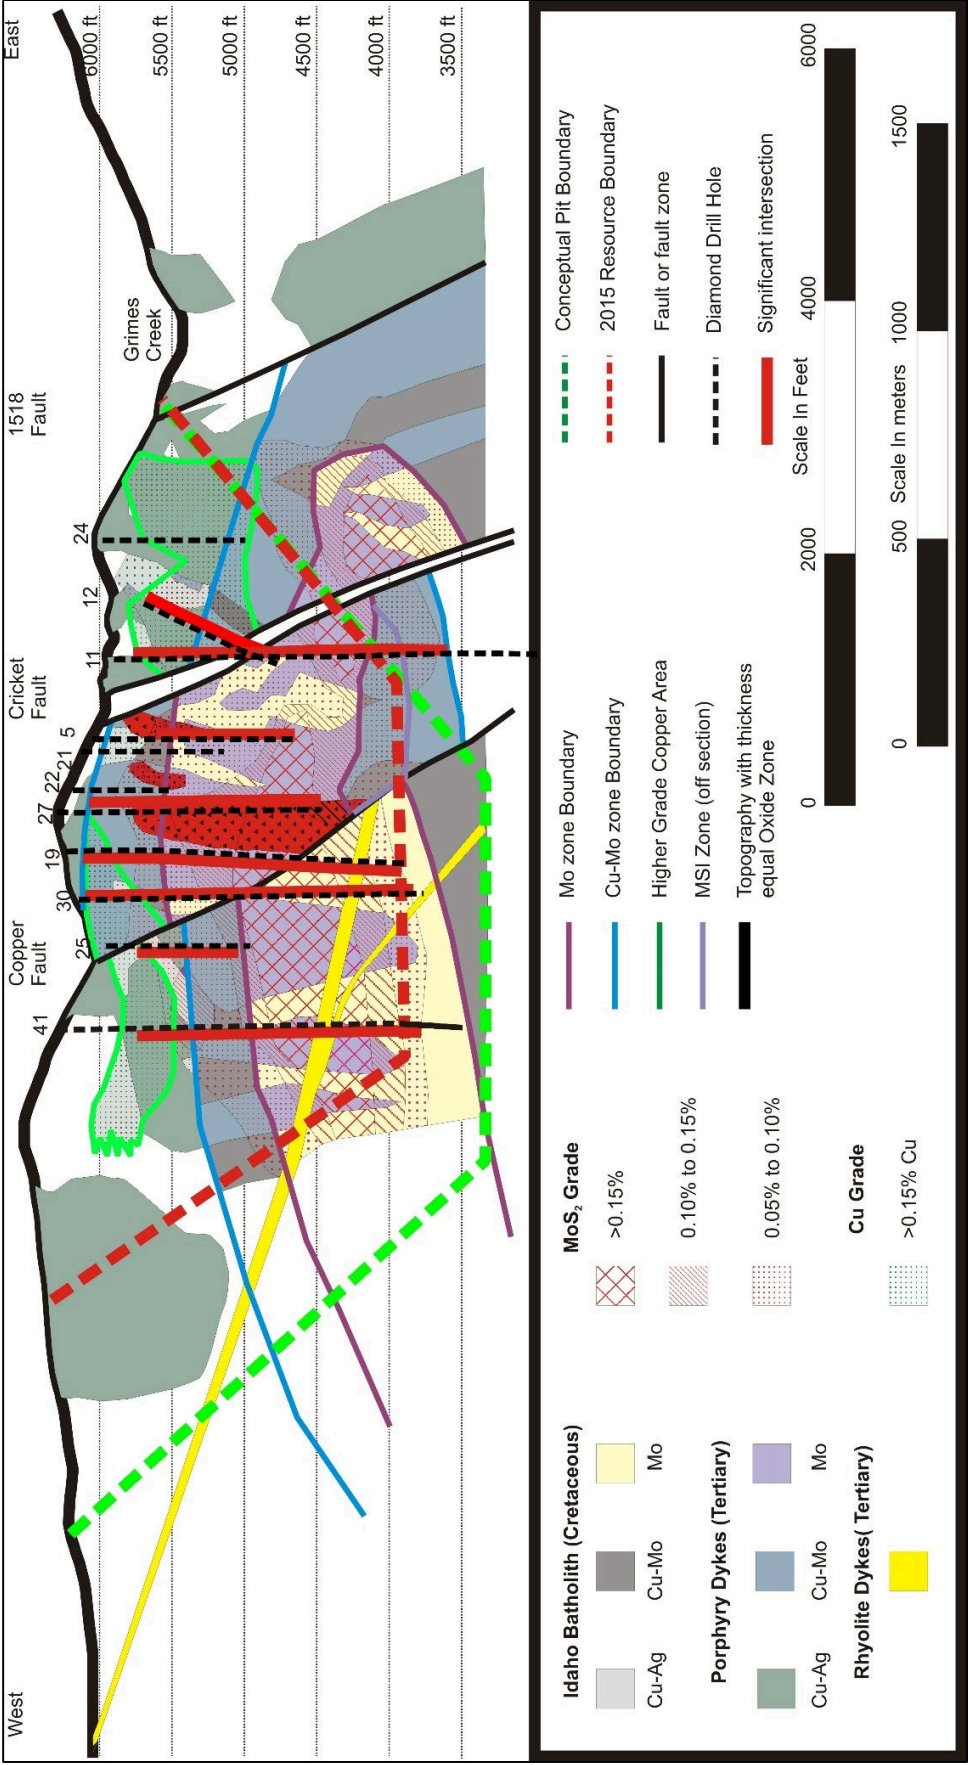 West
East
Copper
Fault
Cricket
Fault
1518
Fault
Grimes
Creek
41
25
30
19
27
22
21
5
11
12
24
6000 ft
5500 ft
5000 ft
4500 ft
4000 ft
3500 ft
Idaho Batholith (Cretaceous)
Cu-Ag
Cu-Mo
Mo
Porphyry Dykes (Tertiary)
Cu-Ag
Cu-Mo
Mo
Rhyolite Dykes( Tertiary)
MoS₂ Grade
>0.15%
0.10% to 0.15%
0.05% to 0.10%
Cu Grade
>0.15% Cu
Mo zone Boundary
Cu-Mo zone Boundary
Higher Grade Copper Area
MSI Zone (off section)
Topography with thickness
equal Oxide Zone
Conceptual Pit Boundary
2015 Resource Boundary
Fault or fault zone
Diamond Drill Hole
Significant intersection
Scale In Feet
0
2000
4000
6000
Scale In meters
0
500
1000
1500